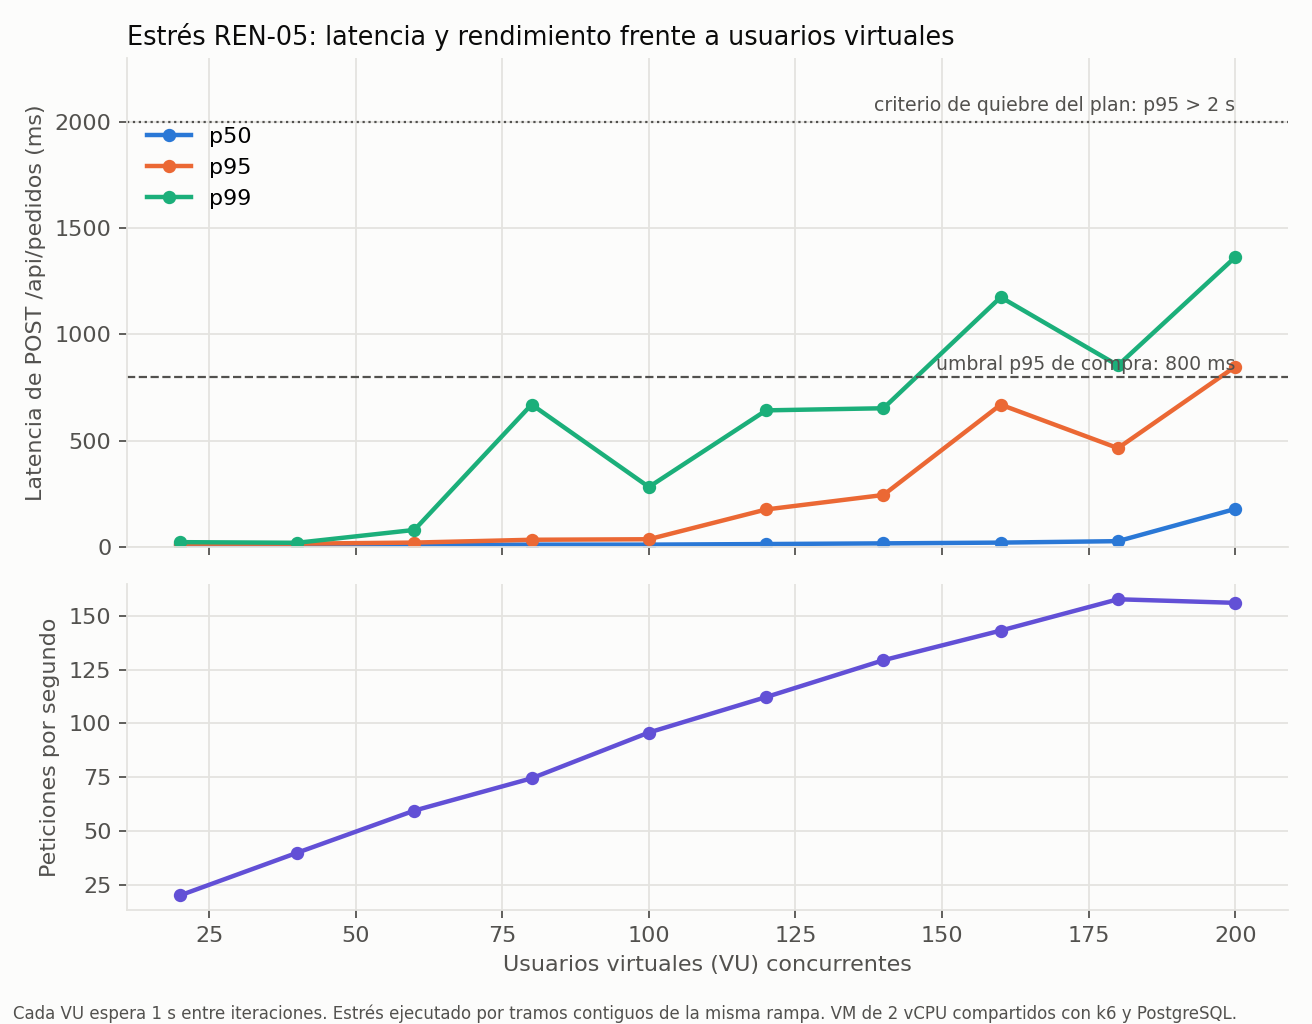 Estrés REN-05: latencia y rendimiento frente a usuarios virtuales
Latencia de POST /api/pedidos (ms)
2000
1500
1000
500
0
p50
p95
p99
criterio de quiebre del plan: p95 > 2 s
umbral p95 de compra: 800 ms
Peticiones por segundo
150
125
100
75
50
25
25
50
75
100
125
150
175
200
Usuarios virtuales (VU) concurrentes
Cada VU espera 1 s entre iteraciones. Estrés ejecutado por tramos contiguos de la misma rampa. VM de 2 vCPU compartidos con k6 y PostgreSQL.